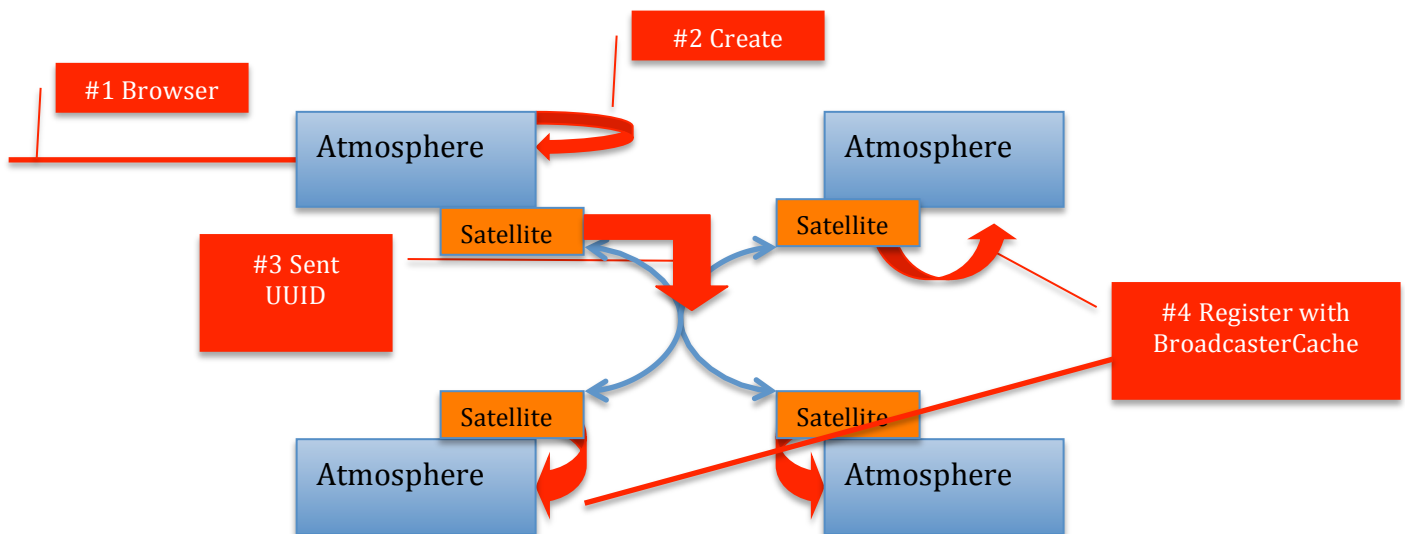 #2 Create
#1 Browser
Atmosphere
Atmosphere
Satellite
Satellite
#3 Sent
UUID
#4 Register with
BroadcasterCache
Satellite
Satellite
Atmosphere
Atmosphere